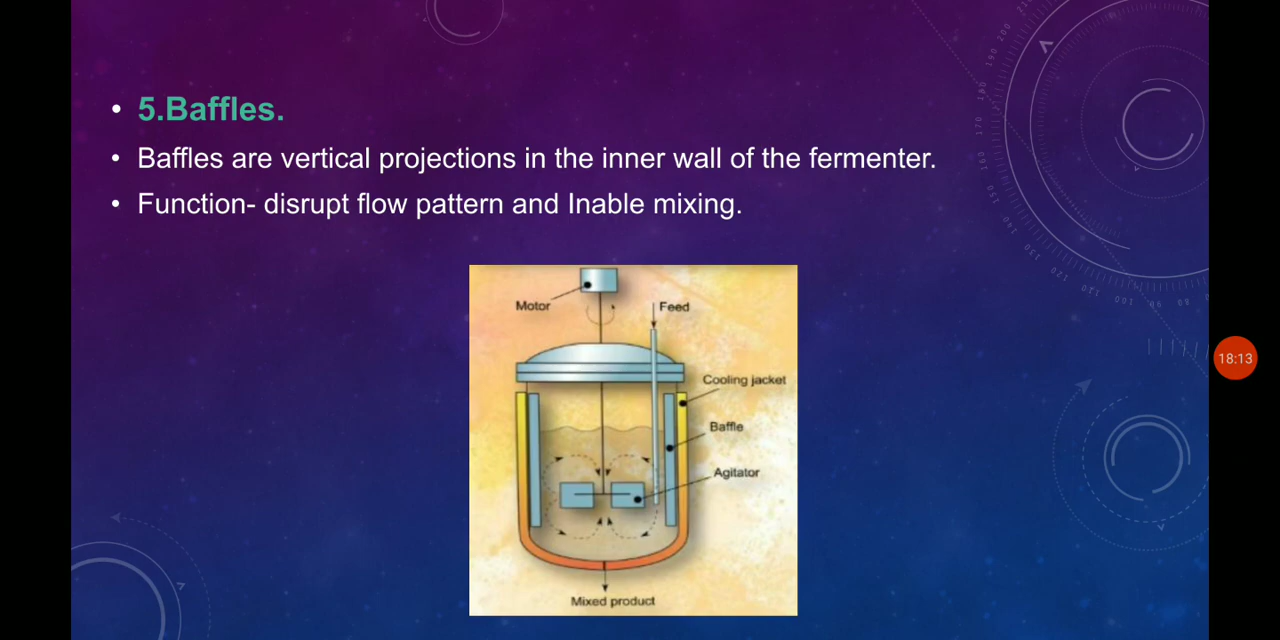 • 5.Baffles.
• Baffles are vertical projections in the inner wall of the fermenter.
• Function- disrupt flow pattern and Inable mixing.
Motor
Feed
Cooling jacket
Baffle
Agitator
Mixed product
18:13